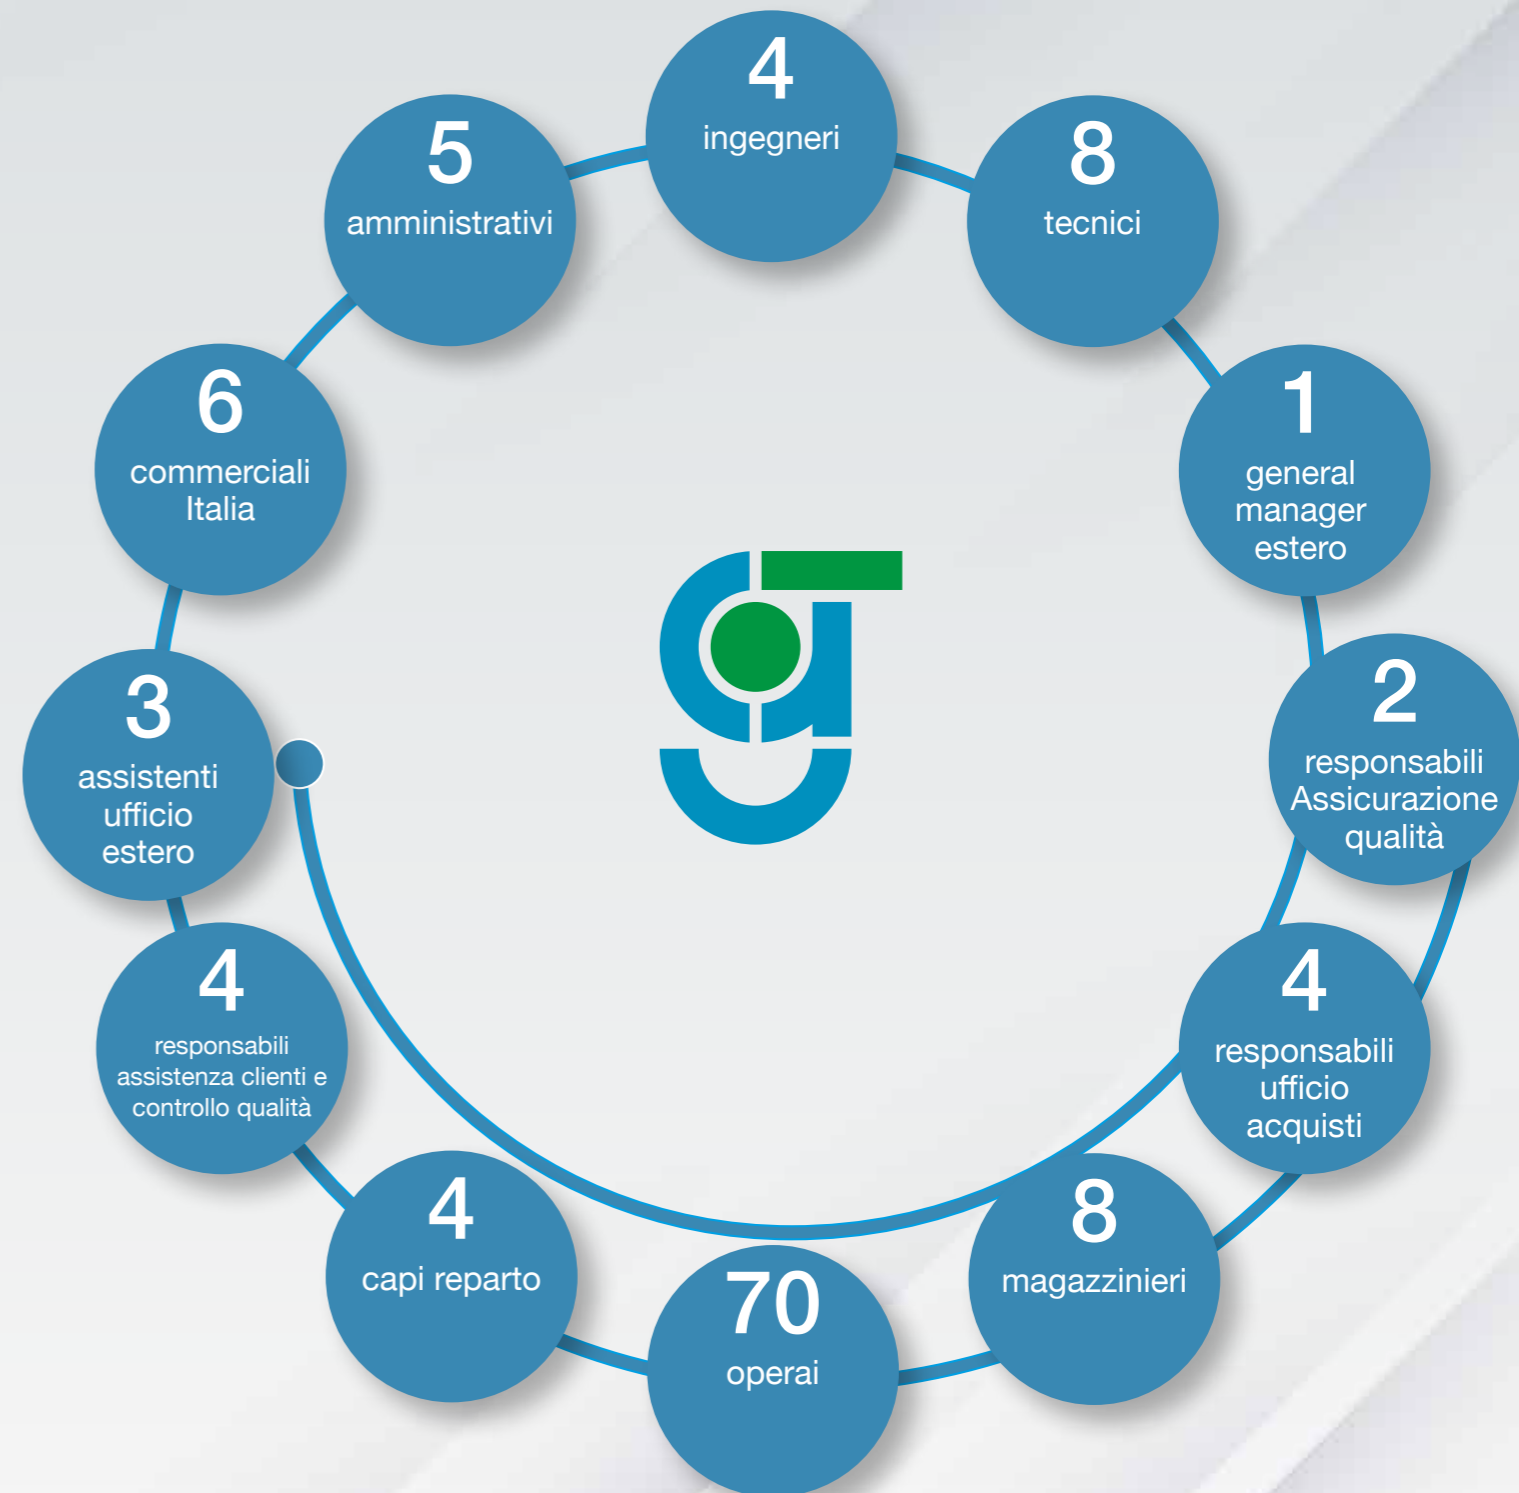 4
ingegneri
8
tecnici
1
general
manager
estero
2
responsabili
Assicurazione
qualità
4
responsabili
ufficio
acquisti
8
magazzinieri
70
operai
4
capi reparto
4
responsabili
assistenza clienti e
controllo qualità
3
assistenti
ufficio
estero
6
commerciali
Italia
5
amministrativi